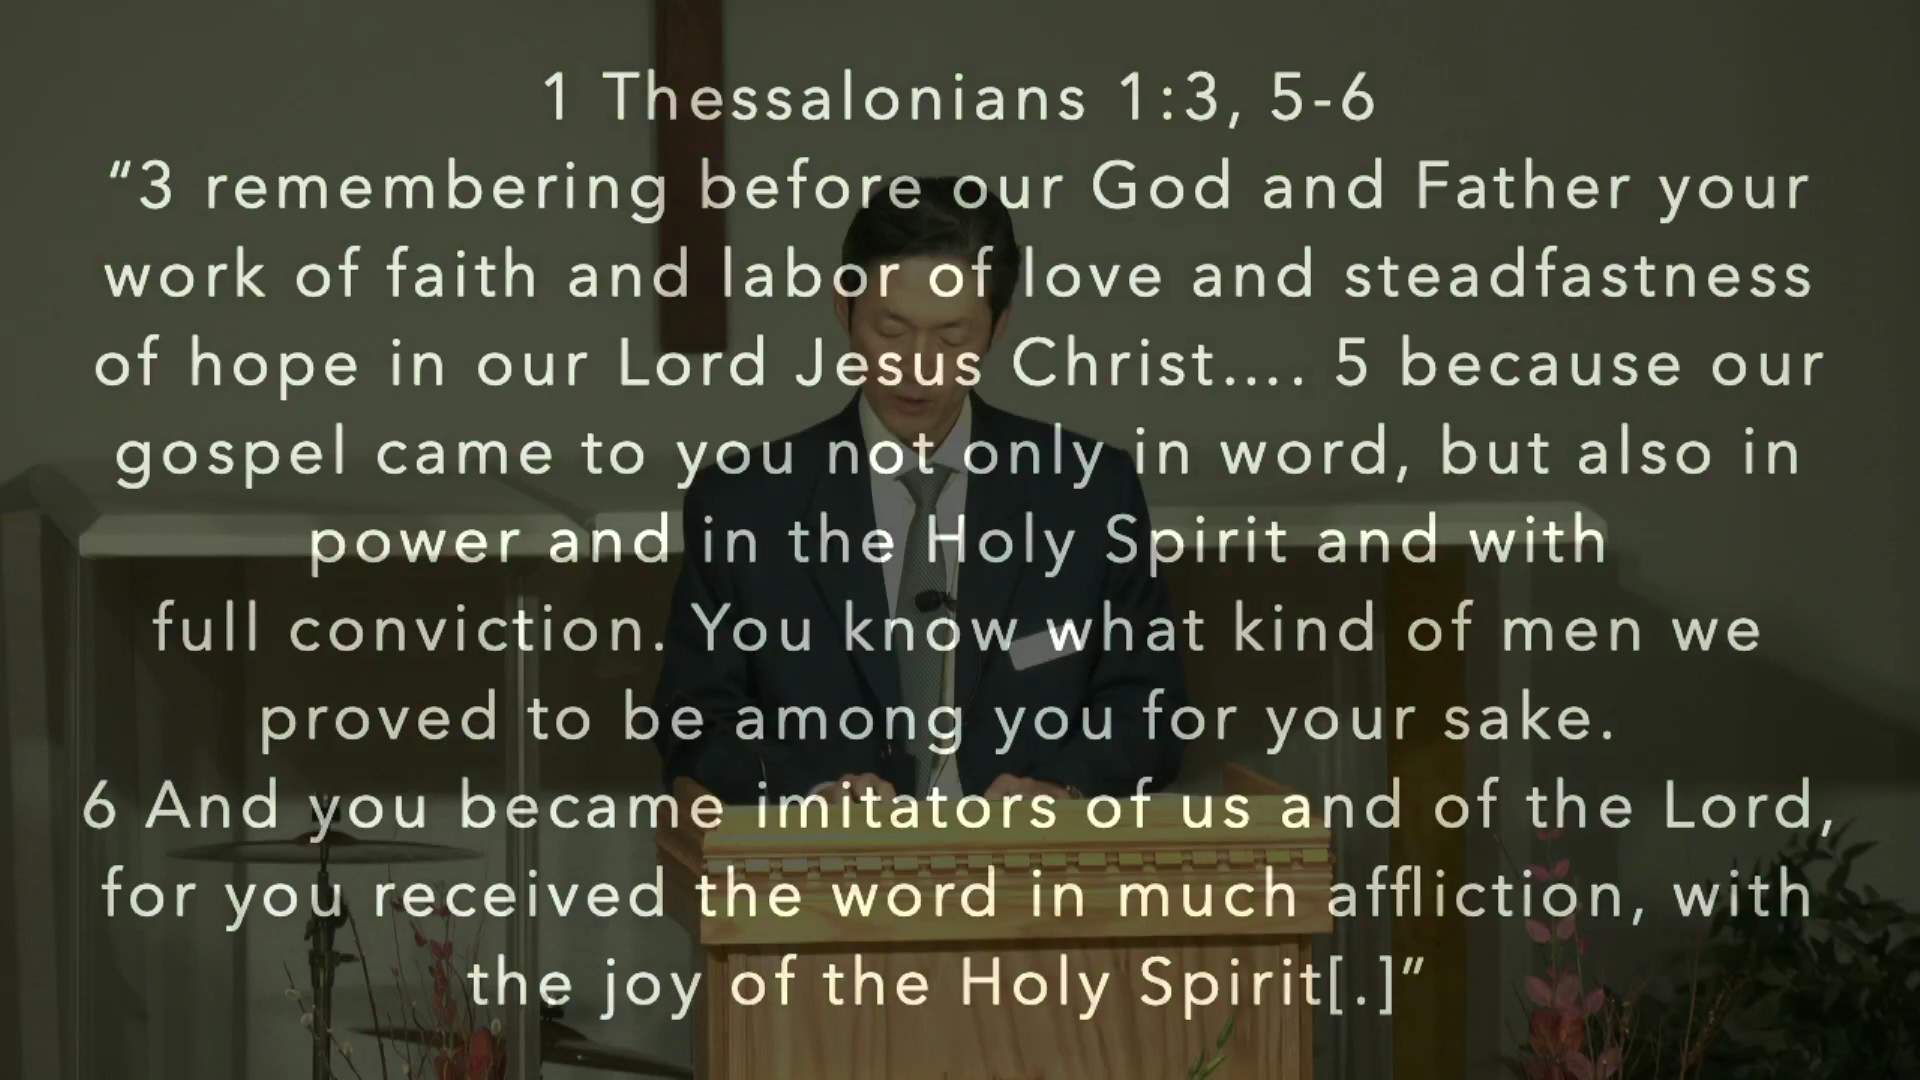 1 Thessalonians 1:3, 5-6
“3 remembering before our God and Father your
work of faith and labor of love and steadfastness
of hope in our Lord Jesus Christ.... 5 because our
gospel came to you not only in word, but also in
power and in the Holy Spirit and with
full conviction. You know what kind of men we
proved to be among you for your sake.
6 And you became imitators of us and of the Lord,
for you received the word in much affliction, with
the joy of the Holy Spirit[.]”